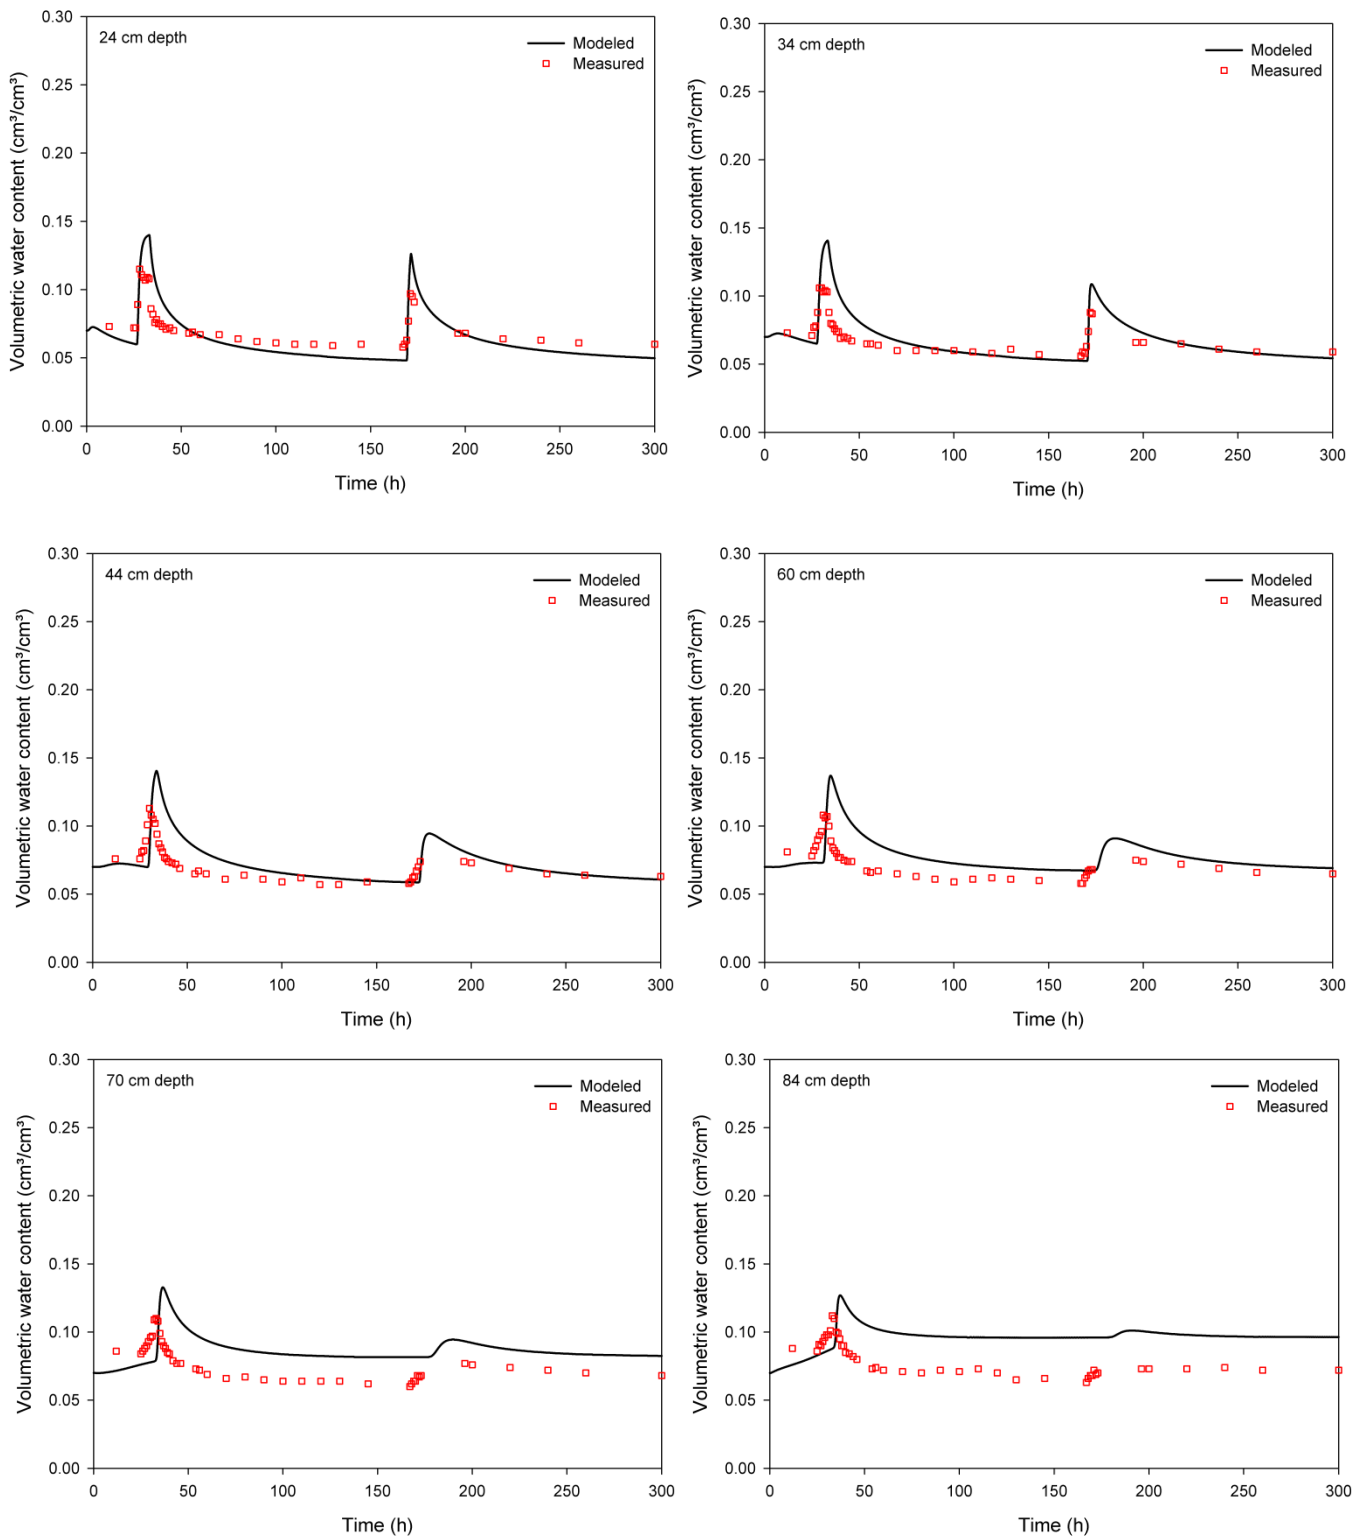 24 cm depth
Modeled
Measured
0.30
0.25
0.20
0.15
0.10
0.05
0.00
Volumetric water content (cm³/cm³)
0 50 100 150 200 250 300
Time (h)
34 cm depth
Modeled
Measured
0.30
0.25
0.20
0.15
0.10
0.05
0.00
Volumetric water content (cm³/cm³)
0 50 100 150 200 250 300
Time (h)
44 cm depth
Modeled
Measured
0.30
0.25
0.20
0.15
0.10
0.05
0.00
Volumetric water content (cm³/cm³)
0 50 100 150 200 250 300
Time (h)
60 cm depth
Modeled
Measured
0.30
0.25
0.20
0.15
0.10
0.05
0.00
Volumetric water content (cm³/cm³)
0 50 100 150 200 250 300
Time (h)
70 cm depth
Modeled
Measured
0.30
0.25
0.20
0.15
0.10
0.05
0.00
Volumetric water content (cm³/cm³)
0 50 100 150 200 250 300
Time (h)
84 cm depth
Modeled
Measured
0.30
0.25
0.20
0.15
0.10
0.05
0.00
Volumetric water content (cm³/cm³)
0 50 100 150 200 250 300
Time (h)